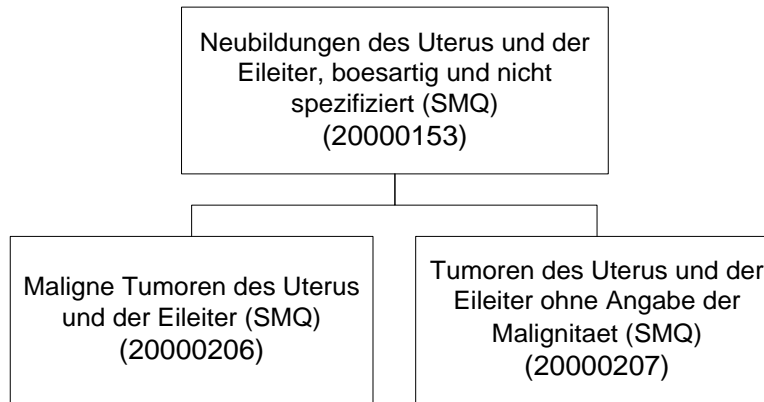 Neubildungen des Uterus und der
Eileiter, boesartig und nicht
spezifiziert (SMQ)
(20000153)
Maligne Tumoren des Uterus
und der Eileiter (SMQ)
(20000206)
Tumoren des Uterus und der
Eileiter ohne Angabe der
Malignitaet (SMQ)
(20000207)